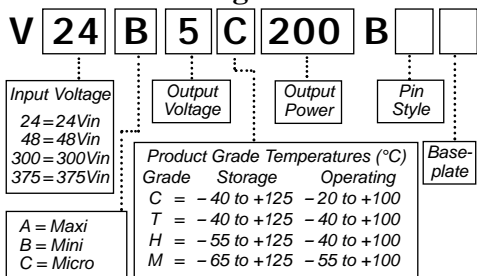 V 24 B 5 C 200 B
Input Voltage
24 = 24Vin
48 = 48Vin
300 = 300Vin
375 = 375Vin
Output
Voltage
Output
Power
Pin
Style
Base-
plate
Product Grade Temperatures (°C)
Grade Storage Operating
C = – 40 to +125 – 20 to +100
T = – 40 to +125 – 40 to +100
H = – 55 to +125 – 40 to +100
M = – 65 to +125 – 55 to +100
A = Maxi
B = Mini
C = Micro